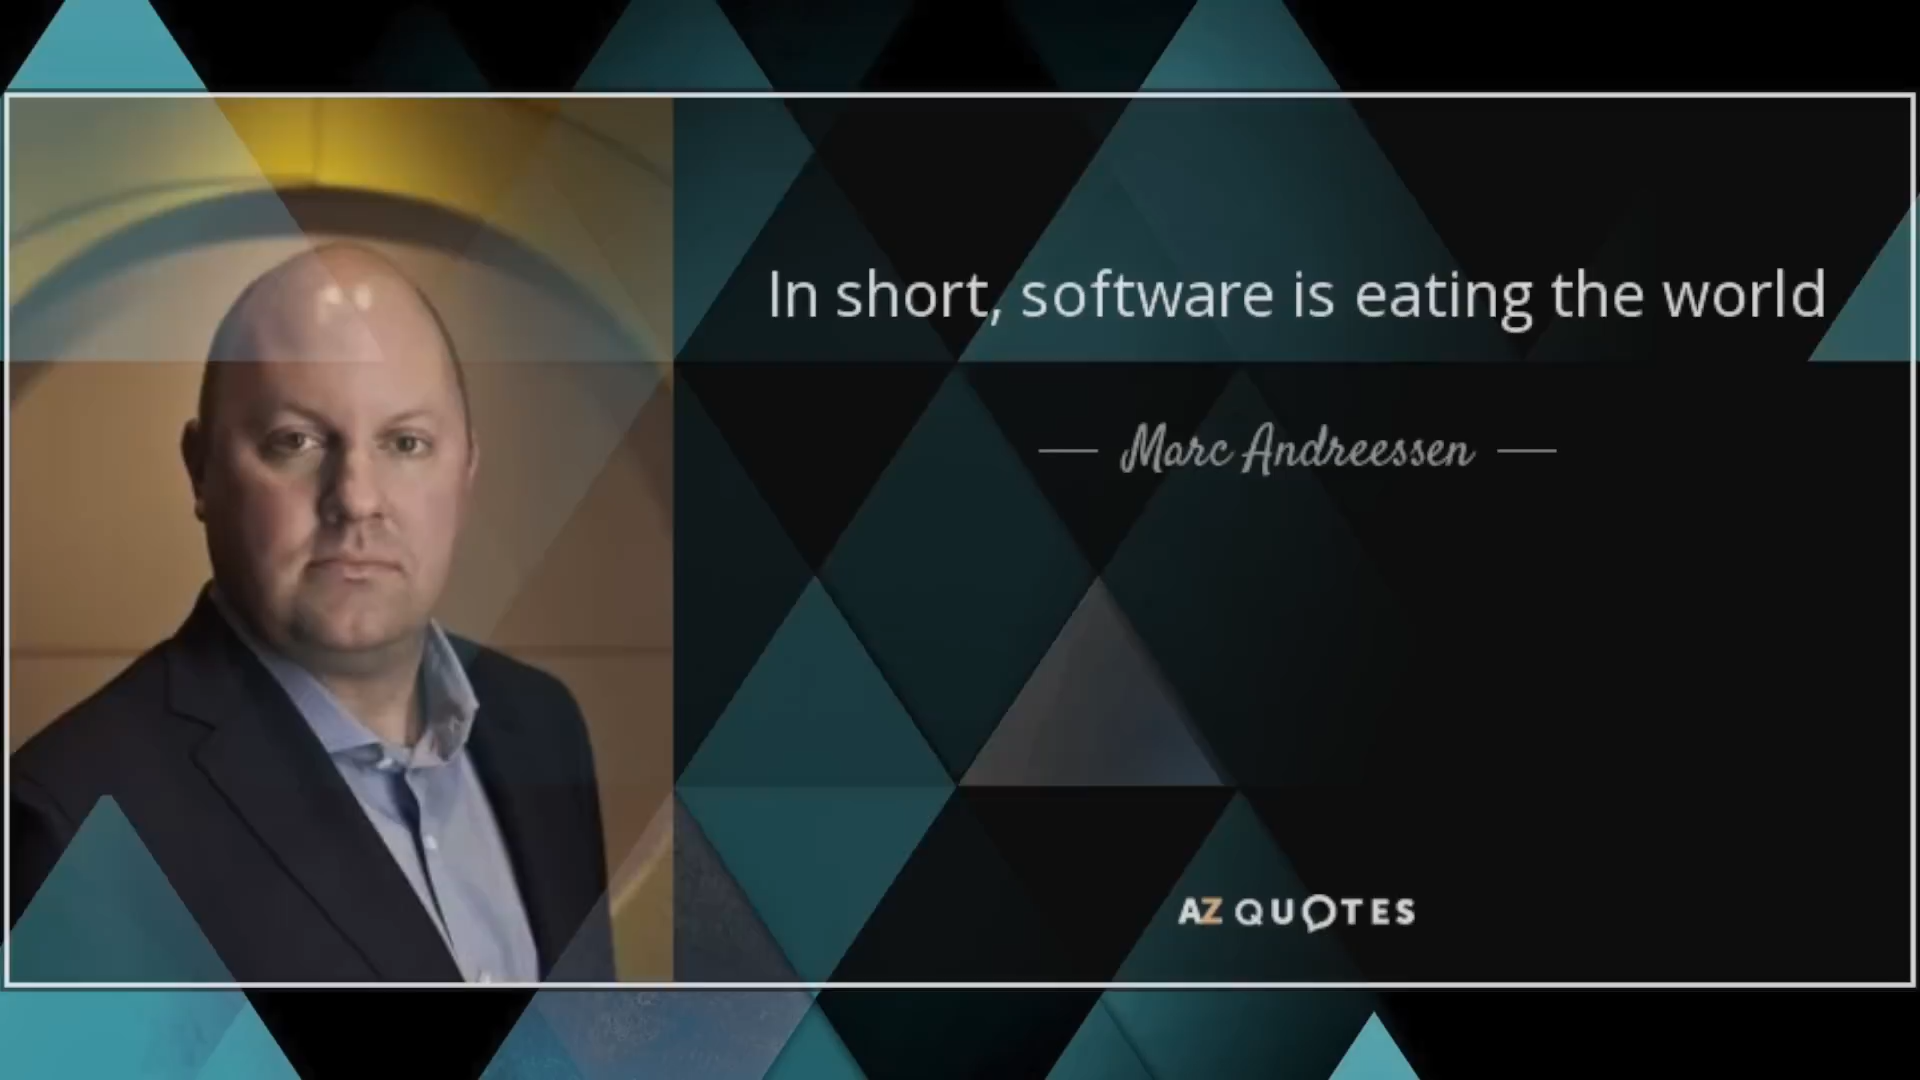 In short, software is eating the world
Marc Andreessen
AZ QUOTES